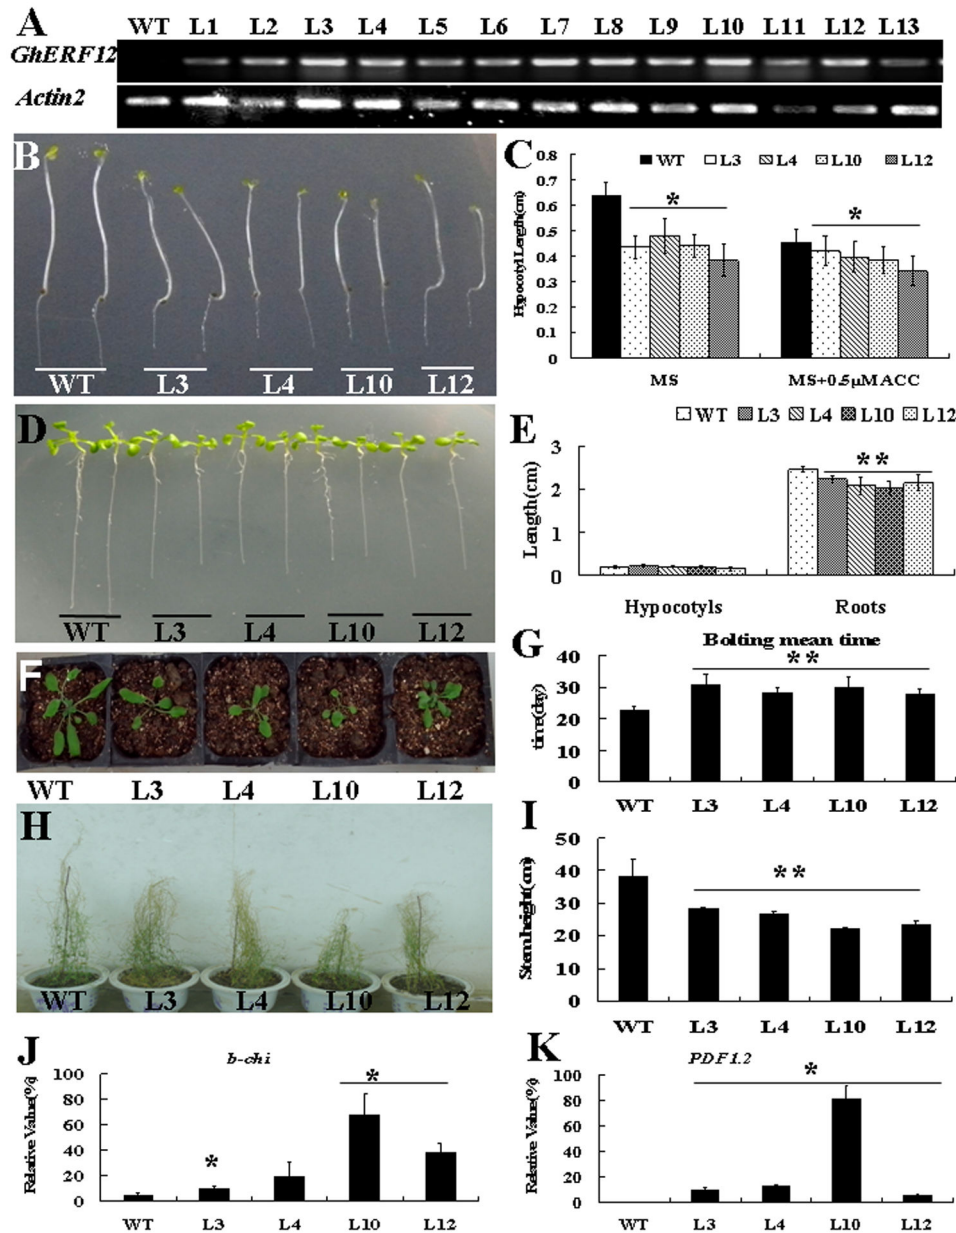 A
WT L1 L2 L3 L4 L5 L6 L7 L8 L9 L10 L11 L12 L13
GhERF12
Actin2
B
WT L3 L4 L10 L12
C
WT L3 L4 L10 L12
Hypocotyl Length(cm)
0.8
0.7
0.6
0.5
0.4
0.3
0.2
0.1
0
*
*
MS MS+0.5μMACC
D
WT L3 L4 L10 L12
E
WT L3 L4 L10 L12
Length(cm)
3
2
1
0
**
Hypocotyls Roots
F
WT L3 L4 L10 L12
G
Bolting mean time
**
time(day)
40
30
20
10
0
WT L3 L4 L10 L12
H
WT L3 L4 L10 L12
I
Stem height(cm)
50
40
30
20
10
0
**
WT L3 L4 L10 L12
J
b-chi
Relative Value(%)
100
80
60
40
20
0
*
*
WT L3 L4 L10 L12
K
PDF1.2
Relative Value(%)
100
80
60
40
20
0
*
WT L3 L4 L10 L12